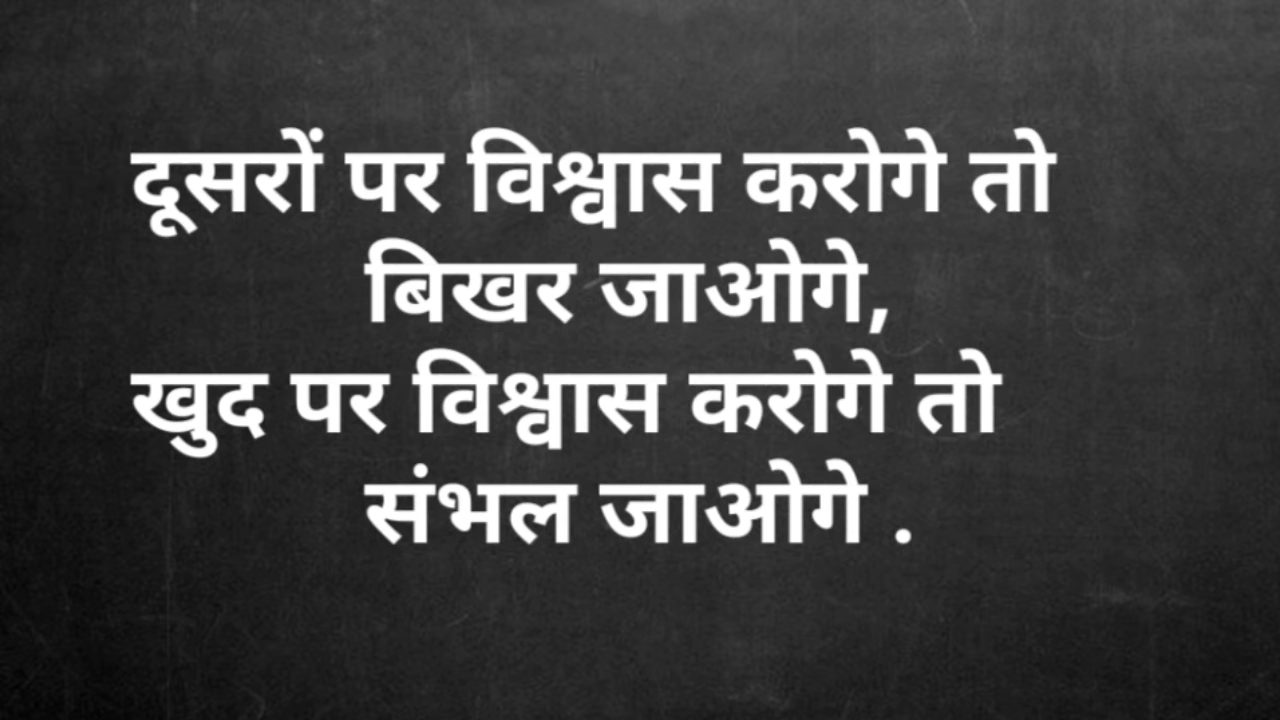 दूसरों पर विश्वास करोगे तो
बिखर जाओगे,
खुद पर विश्वास करोगे तो
संभल जाओगे .